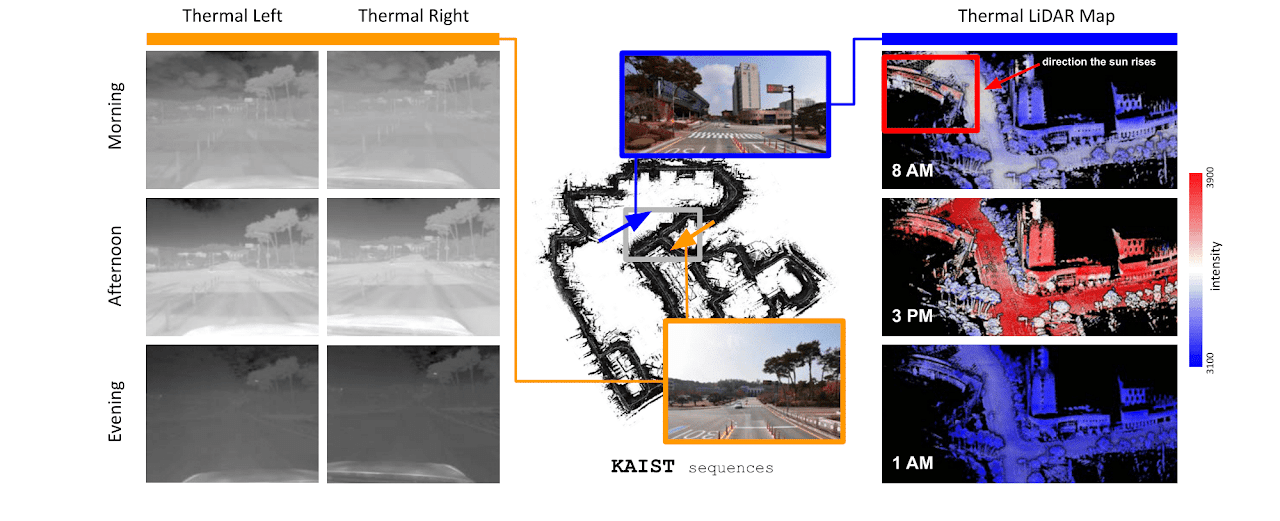 Thermal Left
Thermal Right
Thermal LiDAR Map
Morning
Afternoon
Evening
direction the sun rises
8 AM
3 PM
1 AM
3900
intensity
3100
KAIST sequences